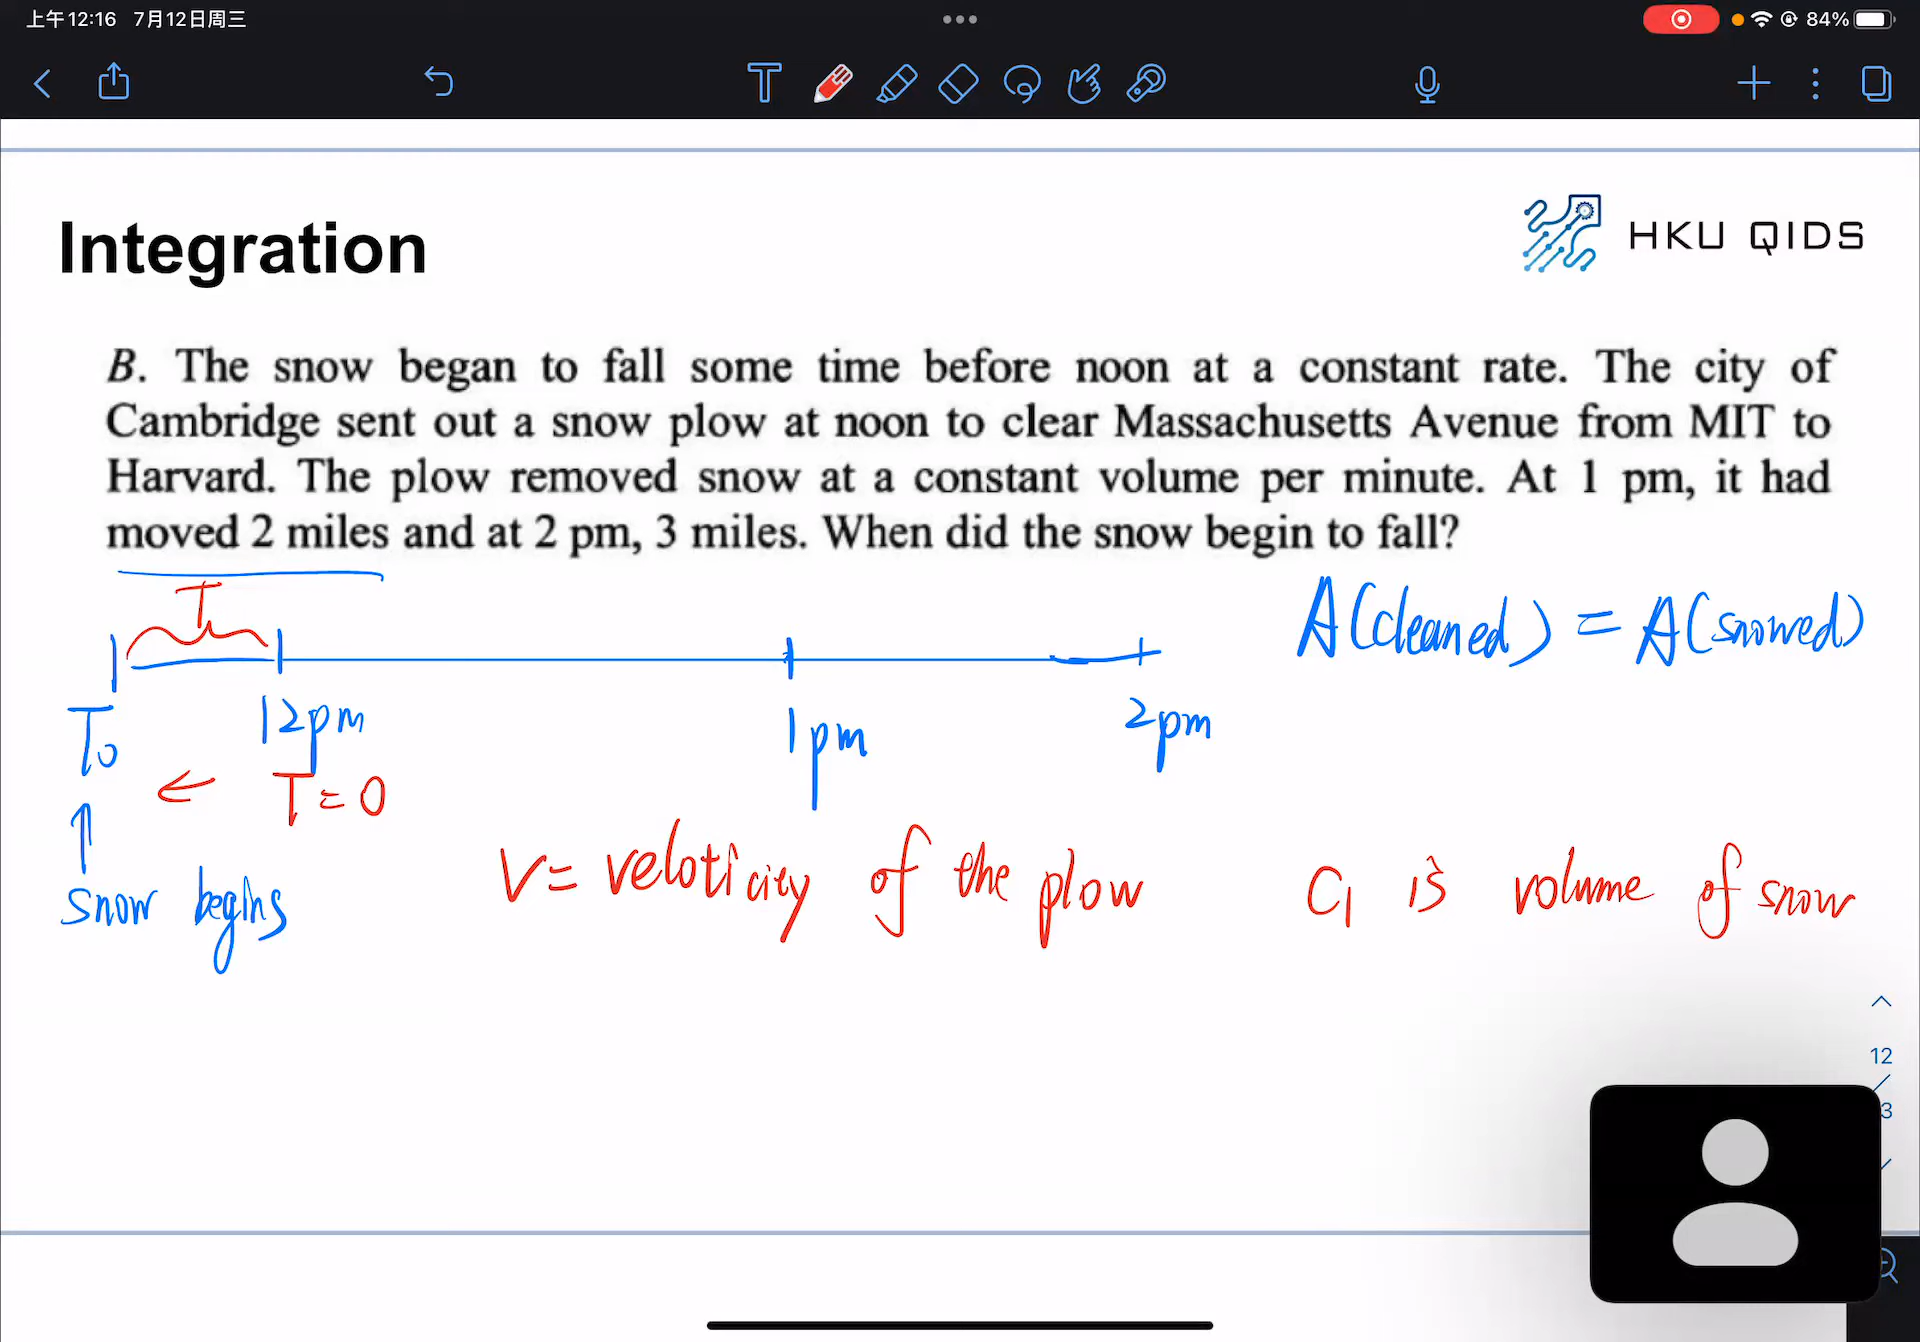 上午12:16 7月12日周三
84%
Integration
HKU QIDS
B. The snow began to fall some time before noon at a constant rate. The city of
Cambridge sent out a snow plow at noon to clear Massachusetts Avenue from MIT to
Harvard. The plow removed snow at a constant volume per minute. At 1 pm, it had
moved 2 miles and at 2 pm, 3 miles. When did the snow begin to fall?
T
A(cleaned) = A(snowed)
T0 12pm 1pm 2pm
← T=0
↑
snow begins
V= veloticity of the plow
C1 is volume of snow
12
3